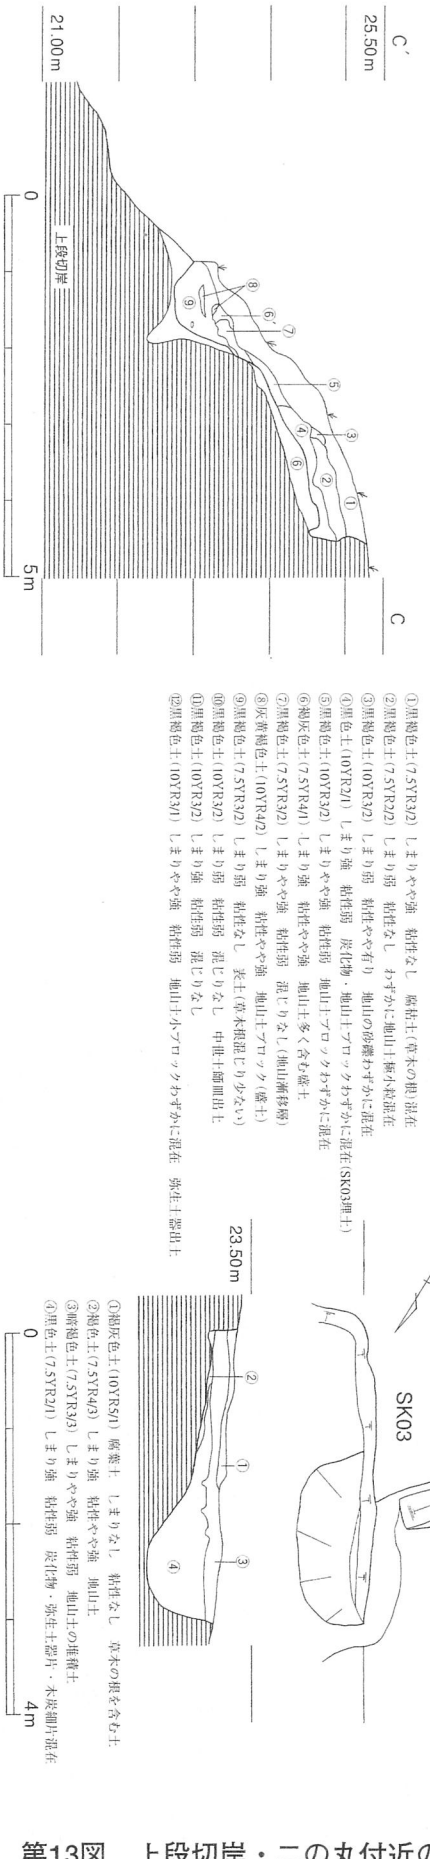 C′
C
25.50m
21.00m
上段切岸
①
②
③
④
⑤
⑥
⑥′
⑦
⑧
⑨
0
5m
①黒褐色土(7.5YR3/2) しまりやや強 粘性なし 腐枯土(草木の根)混在
②黒褐色土(7.5YR2/2) しまり弱 粘性なし わずかに地山土極小粒混在
③黒褐色土(10YR3/2) しまり弱 粘性やや有り 地山の砂礫わずかに混在
④黒色土(10YR2/1) しまり強 粘性弱 炭化物・地山土ブロックわずかに混在(SK03埋土)
⑤黒褐色土(10YR3/2) しまりやや強 粘性弱 地山土ブロックわずかに混在
⑥褐灰色土(7.5YR4/1) しまり強 粘性やや強 地山土多く含む盛土
⑦黒褐色土(7.5YR3/2) しまりやや強 粘性弱 混じりなし(地山漸移層)
⑧灰黄褐色土(10YR4/2) しまり強 粘性やや強 地山土ブロック(盛土)
⑨黒褐色土(7.5YR3/2) しまり弱 粘性なし 表土(草木根混じり少ない)
⑩黒褐色土(10YR3/2) しまり弱 粘性弱 混じりなし 中世土師皿出土
⑪黒褐色土(10YR3/2) しまり強 粘性弱 混じりなし
⑫黒褐色土(10YR3/1) しまりやや強 粘性弱 地山土小ブロックわずかに混在 弥生土器出土
SK03
23.50m
①
②
③
④
①褐灰色土(10YR5/1) 腐葉土 しまりなし 粘性なし 草木の根を含む土
②褐色土(7.5YR4/3) しまり強 粘性やや強 地山土
③暗褐色土(7.5YR3/3) しまりやや強 粘性弱 地山土の堆積土
④黒色土(7.5YR2/1) しまり強 粘性弱 炭化物・弥生土器片・木炭細片混在
0
4m
第13図 上段切岸・二の丸付近の